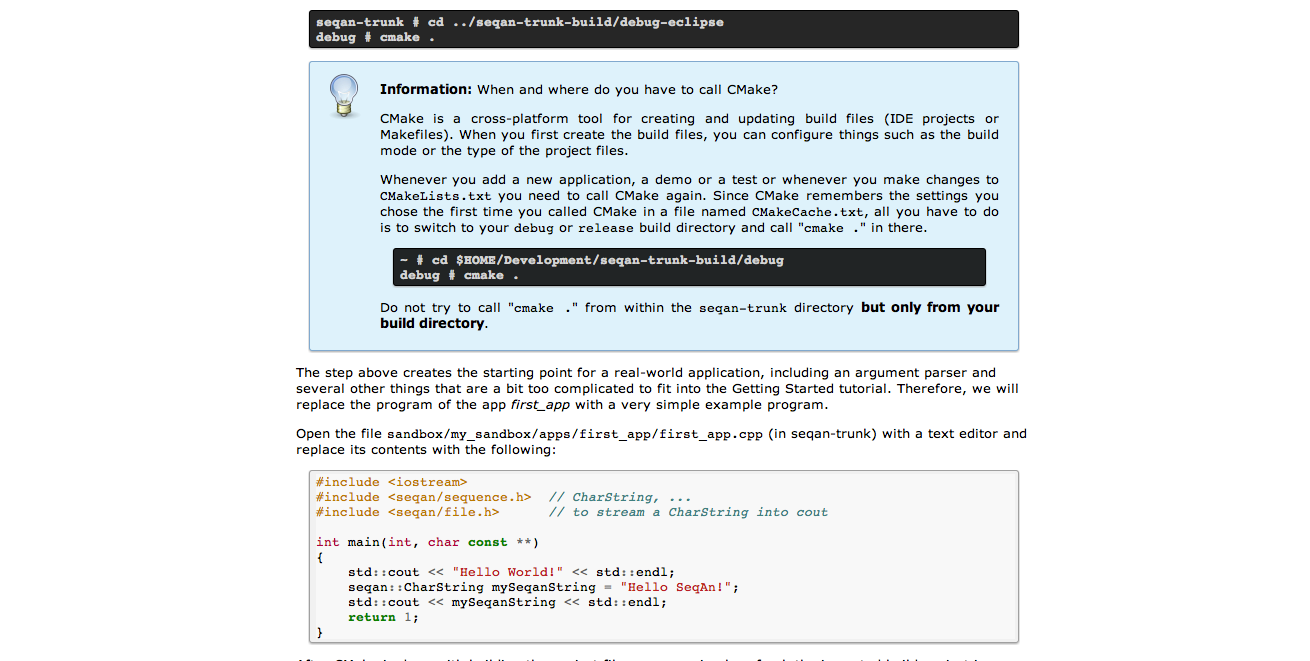 seqan-trunk # cd ../seqan-trunk-build/debug-eclipse
debug # cmake .
Information: When and where do you have to call CMake?
CMake is a cross-platform tool for creating and updating build files (IDE projects or
Makefiles). When you first create the build files, you can configure things such as the build
mode or the type of the project files.
Whenever you add a new application, a demo or a test or whenever you make changes to
CMakeLists.txt you need to call CMake again. Since CMake remembers the settings you
chose the first time you called CMake in a file named CMakeCache.txt, all you have to do
is to switch to your debug or release build directory and call "cmake ." in there.
~ # cd $HOME/Development/seqan-trunk-build/debug
debug # cmake .
Do not try to call "cmake ." from within the seqan-trunk directory but only from your
build directory.
The step above creates the starting point for a real-world application, including an argument parser and
several other things that are a bit too complicated to fit into the Getting Started tutorial. Therefore, we will
replace the program of the app first_app with a very simple example program.
Open the file sandbox/my_sandbox/apps/first_app/first_app.cpp (in seqan-trunk) with a text editor and
replace its contents with the following:
#include <iostream>
#include <seqan/sequence.h>  // CharString, ...
#include <seqan/file.h>      // to stream a CharString into cout
int main(int, char const **)
{
    std::cout << "Hello World!" << std::endl;
    seqan::CharString mySeqanString = "Hello SeqAn!";
    std::cout << mySeqanString << std::endl;
    return 1;
}